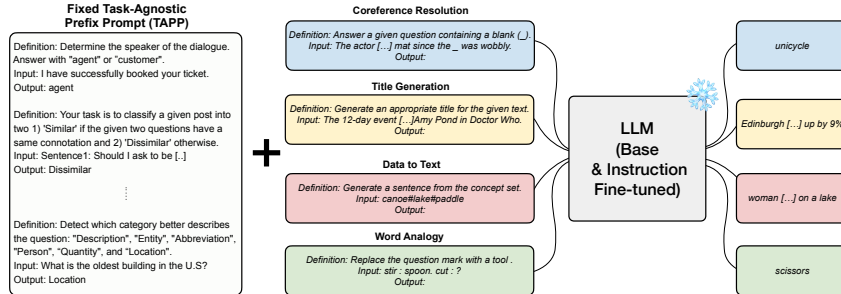 Fixed Task-Agnostic
Prefix Prompt (TAPP)
Definition: Determine the speaker of the dialogue.
Answer with "agent" or "customer".
Input: I have successfully booked your ticket.
Output: agent
Definition: Your task is to classify a given post into
two 1) 'Similar' if the given two questions have a
same connotation and 2) 'Dissimilar' otherwise.
Input: Sentence1: Should I ask to be [..]
Output: Dissimilar
Definition: Detect which category better describes
the question: "Description", "Entity", "Abbreviation",
"Person", “Quantity", and “Location".
Input: What is the oldest building in the U.S?
Output: Location
+
Coreference Resolution
Definition: Answer a given question containing a blank (_).
Input: The actor [...] mat since the _ was wobbly.
Output:
Title Generation
Definition: Generate an appropriate title for the given text.
Input: The 12-day event [...]Amy Pond in Doctor Who.
Output:
Data to Text
Definition: Generate a sentence from the concept set.
Input: canoe#lake#paddle
Output:
Word Analogy
Definition: Replace the question mark with a tool .
Input: stir : spoon. cut : ?
Output:
LLM
(Base
& Instruction
Fine-tuned)
unicycle
Edinburgh [...] up by 9%
woman [...] on a lake
scissors